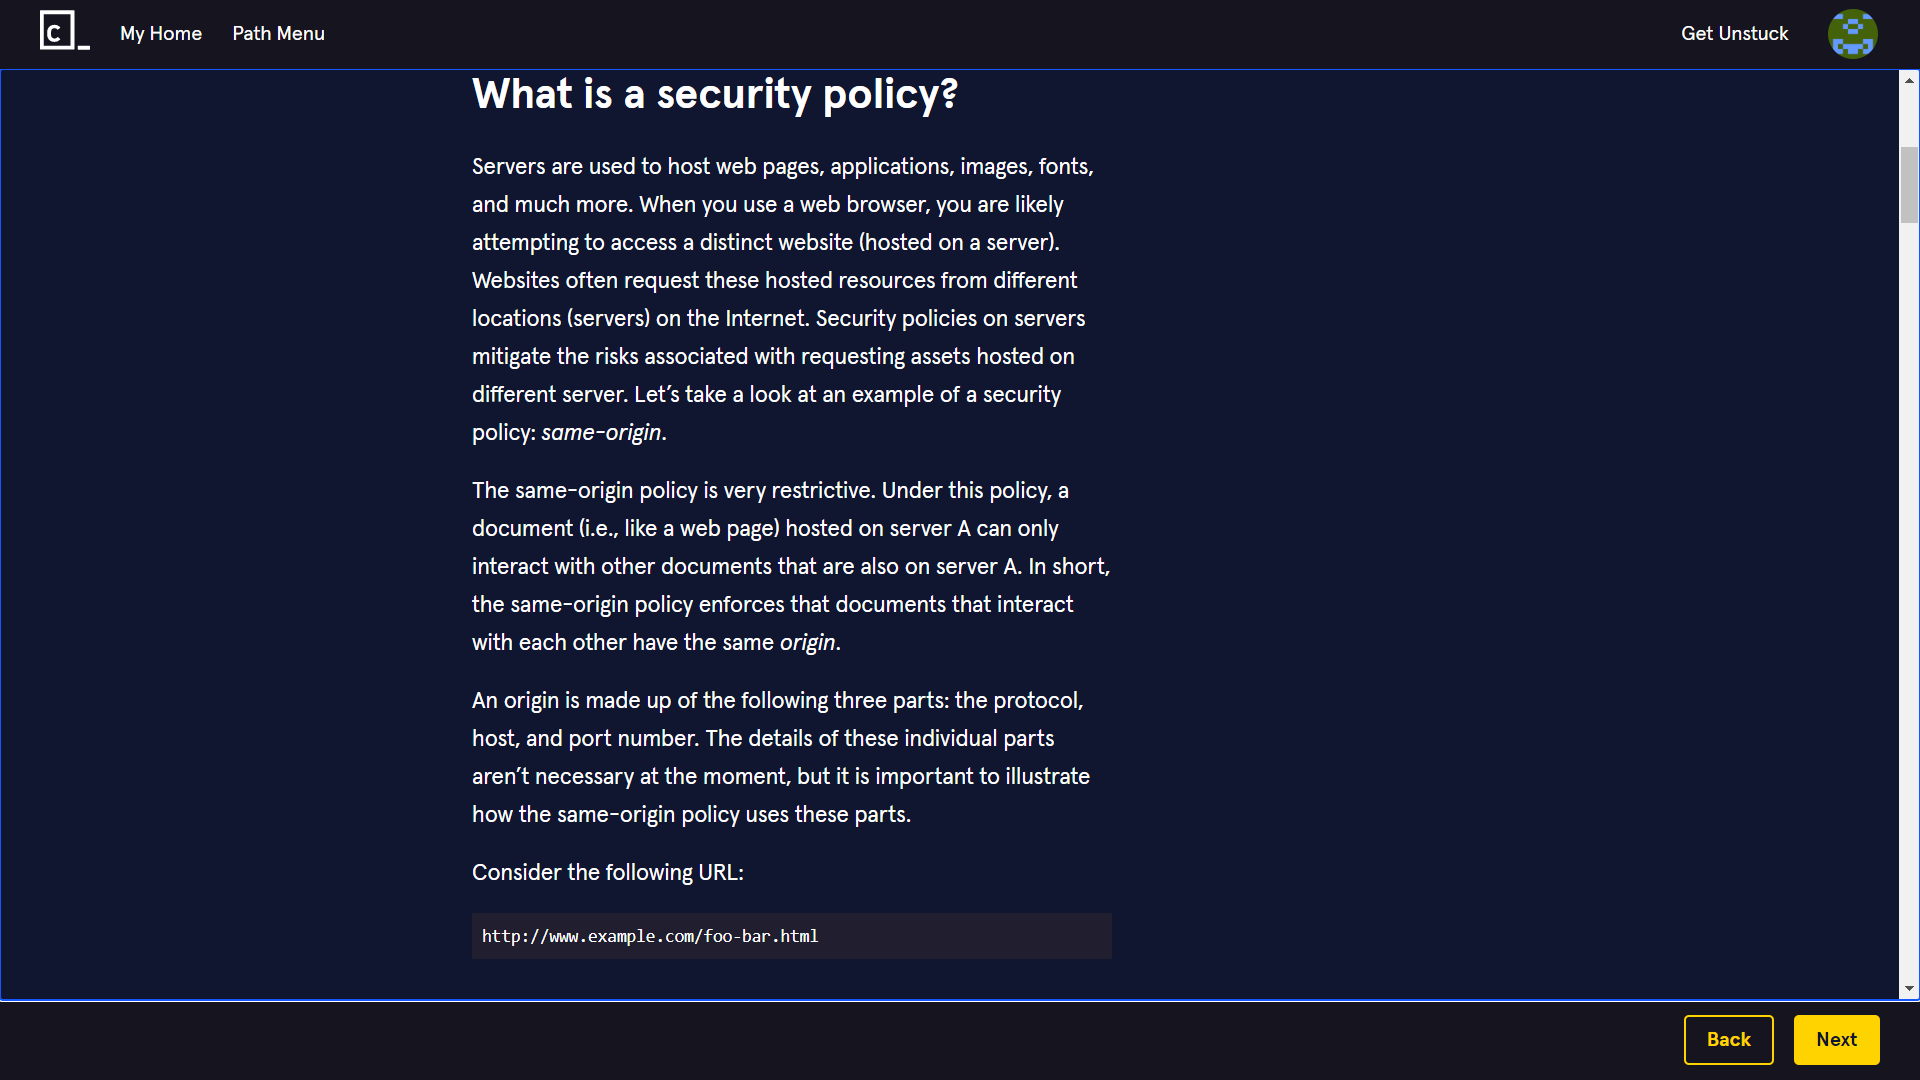 C_ My Home Path Menu Get Unstuck
What is a security policy?
Servers are used to host web pages, applications, images, fonts,
and much more. When you use a web browser, you are likely
attempting to access a distinct website (hosted on a server).
Websites often request these hosted resources from different
locations (servers) on the Internet. Security policies on servers
mitigate the risks associated with requesting assets hosted on
different server. Let’s take a look at an example of a security
policy: same-origin.
The same-origin policy is very restrictive. Under this policy, a
document (i.e., like a web page) hosted on server A can only
interact with other documents that are also on server A. In short,
the same-origin policy enforces that documents that interact
with each other have the same origin.
An origin is made up of the following three parts: the protocol,
host, and port number. The details of these individual parts
aren’t necessary at the moment, but it is important to illustrate
how the same-origin policy uses these parts.
Consider the following URL:
http://www.example.com/foo-bar.html
Back Next